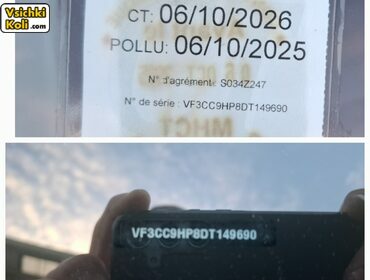 Vsichki
Koli.com
CT: 06/10/2026
POLLU: 06/10/2025
N° d'agrément : S034Z247
N° de série : VF3CC9HP8DT149690
VF3CC9HP8DT149690